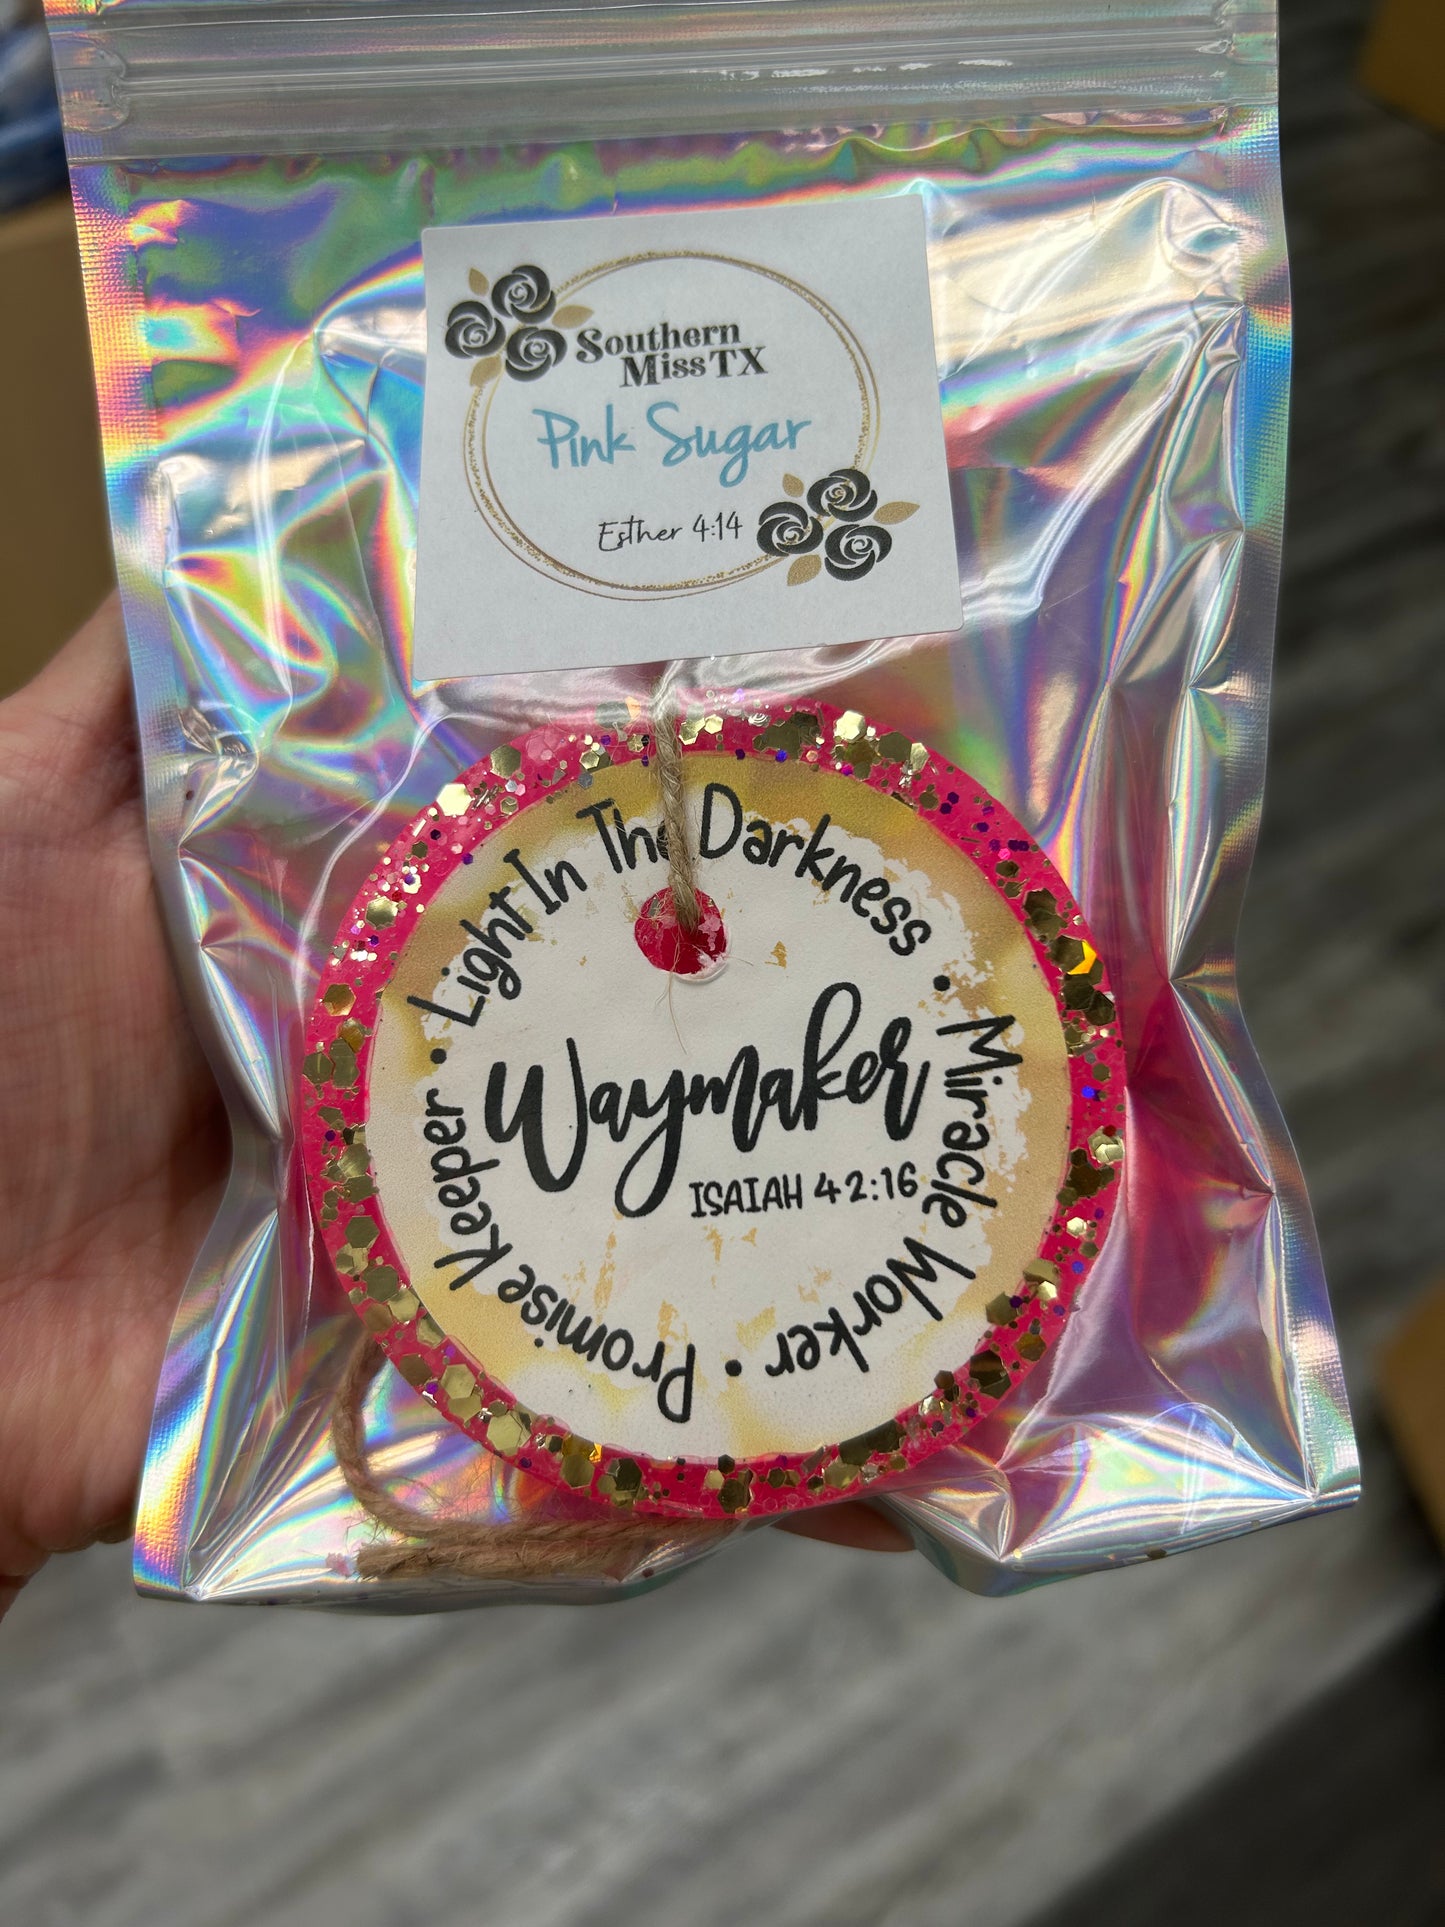 Southern
Miss TX
Pink Sugar
Esther 4:14
Light In The Darkness • Miracle Worker • Promise Keeper •
Waymaker
ISAIAH 42:16